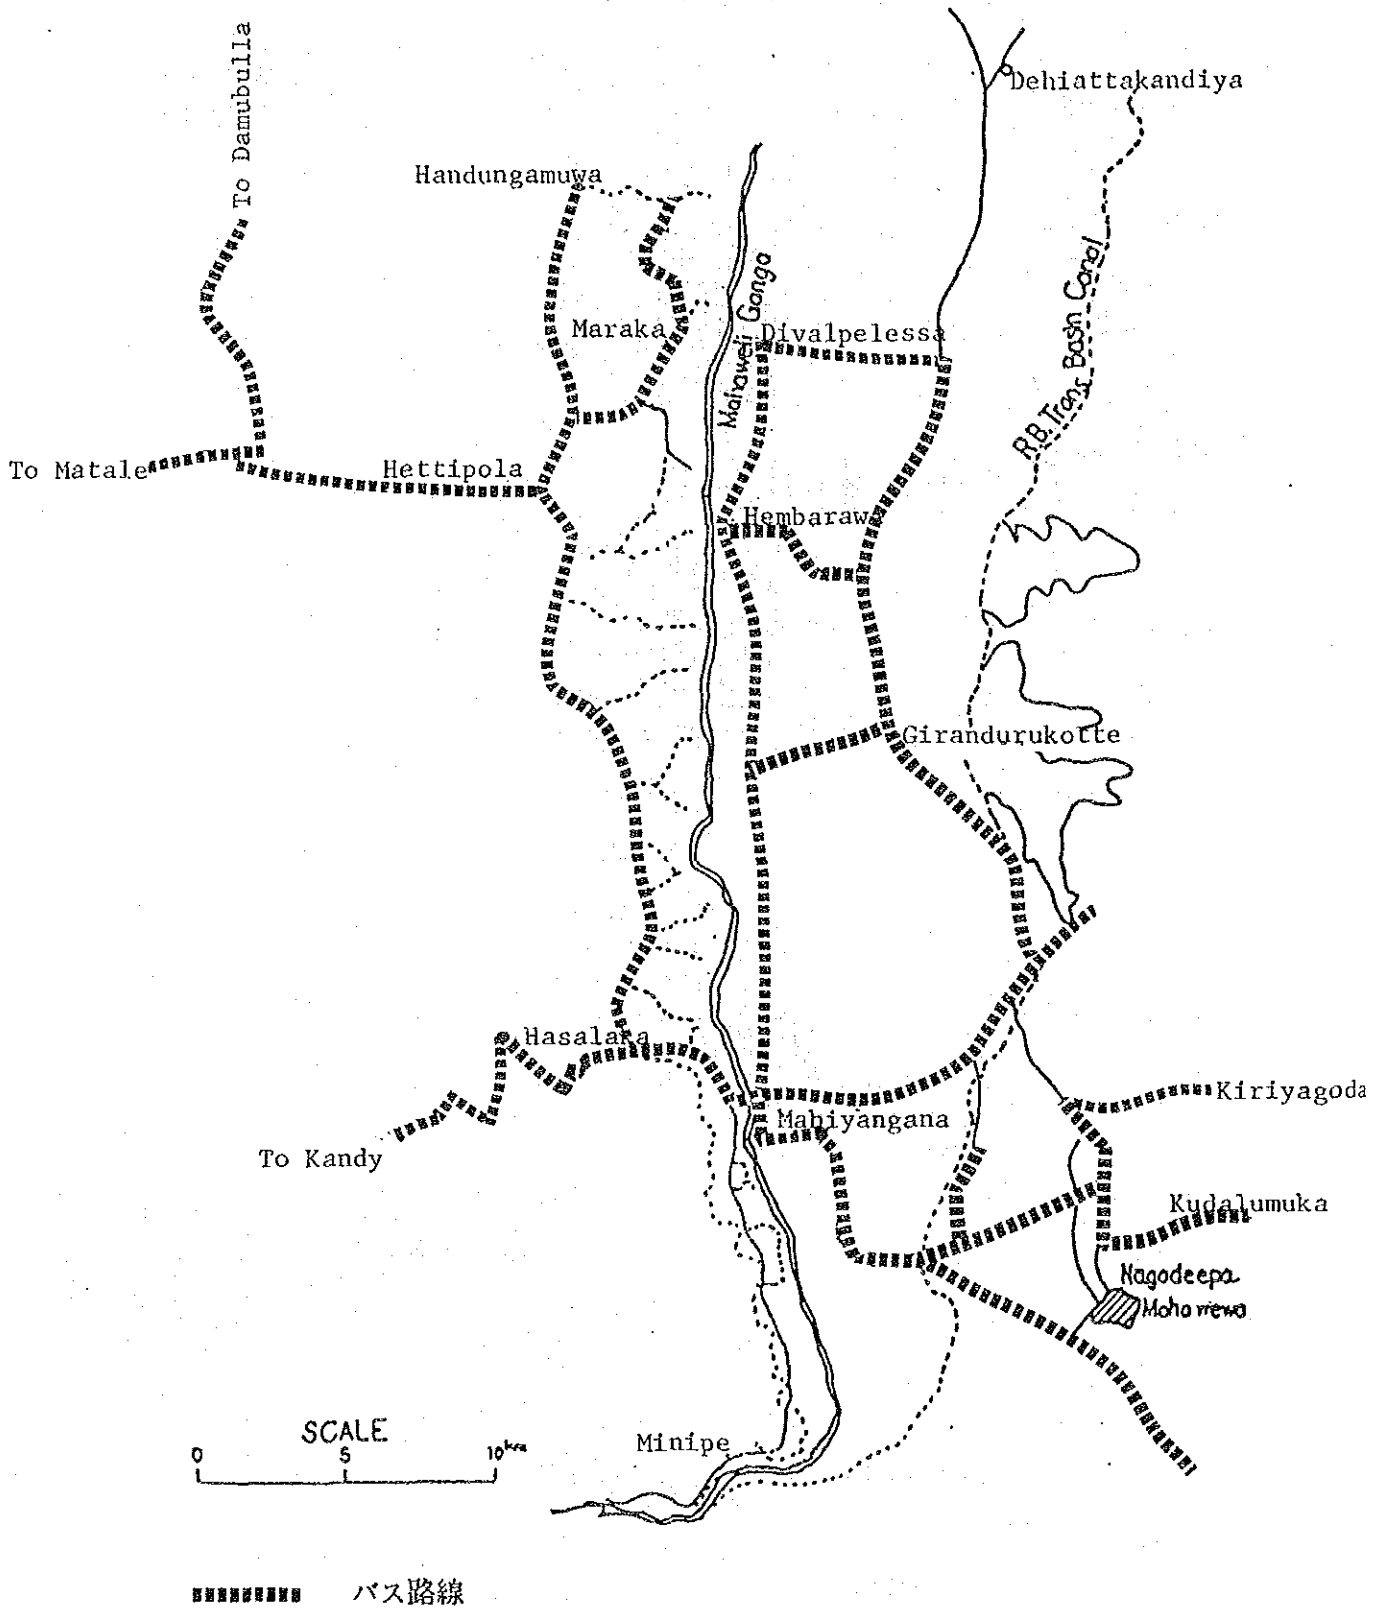 To Damubulla
Dehiattakandiya
Handungamuwa
R.B. Trans Basin Canal
Mahaweli Ganga
Maraka
Divalpelessa
To Matale
Hettipola
Hembarawa
Girandurukotte
Hasalaka
Kiriyagoda
Mahiyangana
To Kandy
Kudalumuka
Nagodeepa
Maha wewa
SCALE
0 5 10km
Minipe
バス路線